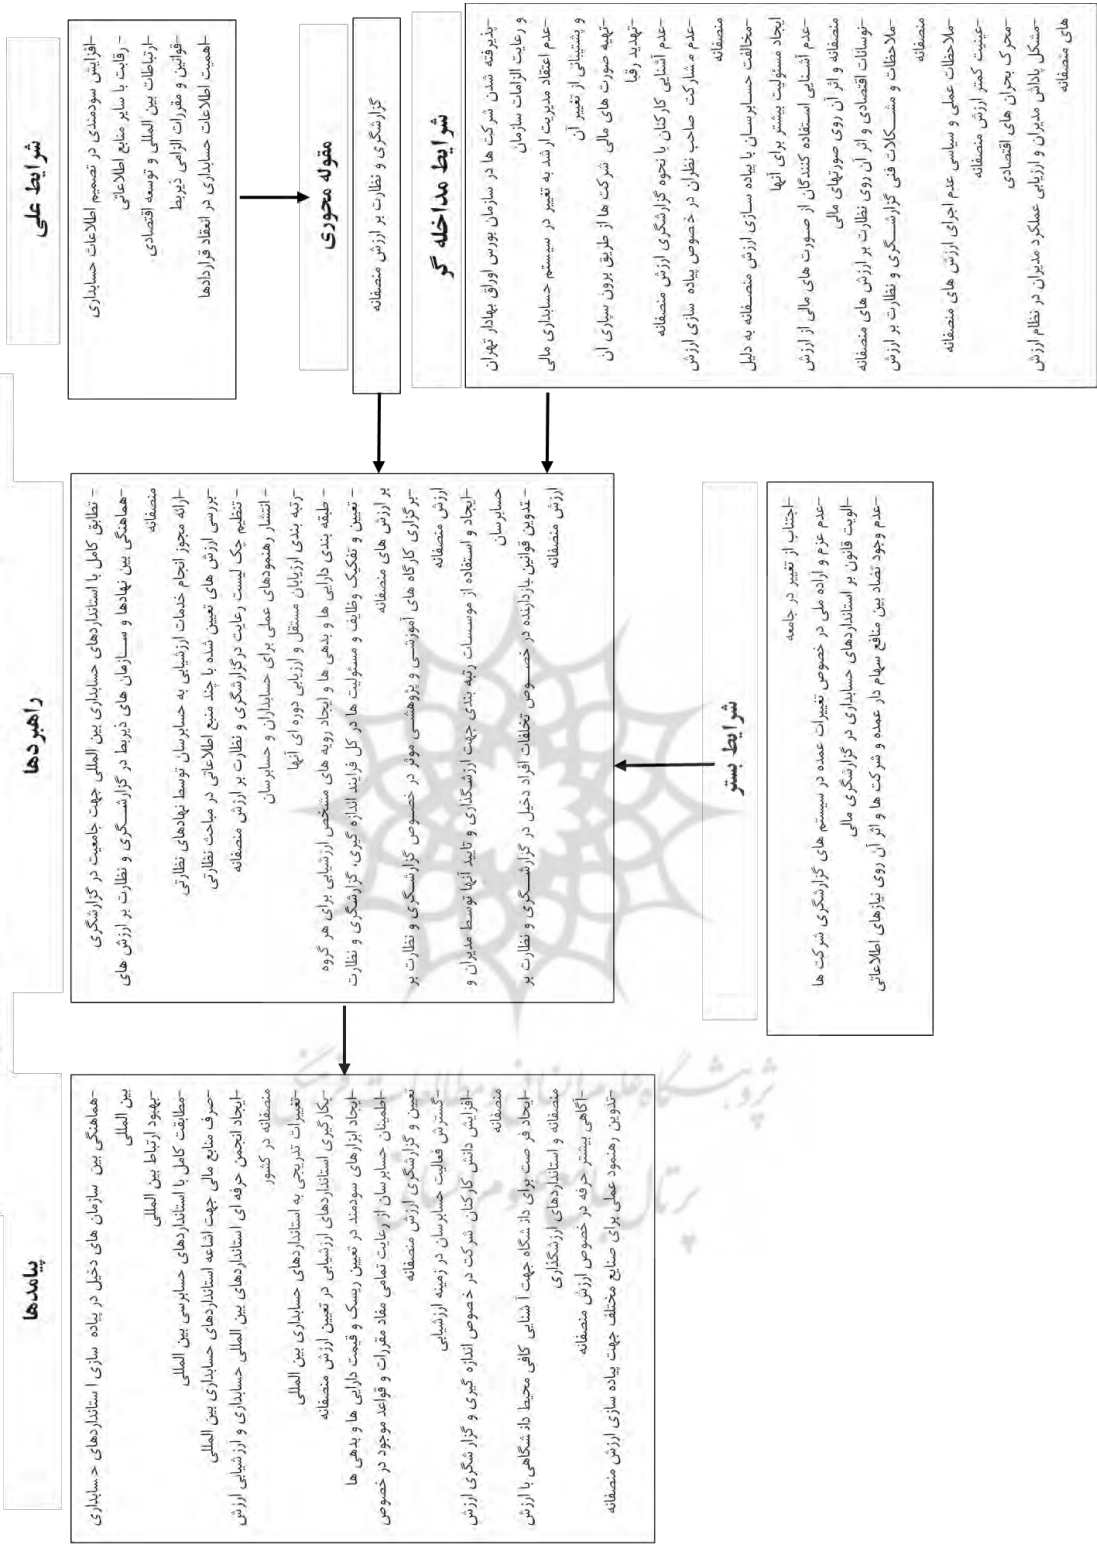 شرایط علی
-افزایش سودمندی در تصمیم اطلاعات حسابداری
- رقابت با سایر منابع اطلاعاتی
-ارتباطات بین المللی و توسعه اقتصادی
-قوانین و مقررات الزامی ذیربط
-اهمیت اطلاعات حسابداری در انعقاد قراردادها
مقوله محوری
گزارشگری و نظارت بر ارزش منصفانه
شرایط مداخله گر
-پذیرفته شدن شرکت ها در سازمان بورس اوراق بهادار تهران
و رعایت الزامات سازمان
-عدم اعتقاد مدیریت ارشد به تغییر در سیستم حسابداری مالی
و پشتیبانی از تغییر آن
-تهیه صورت های مالی شرکت ها از طریق برون سپاری آن
-تهدید رقبا
-عدم آشنایی کارکنان با نحوه گزارشگری ارزش منصفانه
-عدم مشارکت صاحب نظران در خصوص پیاده سازی ارزش
منصفانه
-مخالفت حسابرسان با پیاده سازی ارزش منصفانه به دلیل
ایجاد مسئولیت بیشتر برای آنها
-عدم آشنایی استفاده کنندگان از صورت های مالی از ارزش
منصفانه و اثر آن روی صورتهای مالی
-نوسانات اقتصادی و اثر آن روی نظارت بر ارزش های منصفانه
-ملاحظات و مشکلات فنی گزارشگری و نظارت بر ارزش
منصفانه
-ملاحظات عملی و سیاسی عدم اجرای ارزش های منصفانه
-عینیت کمتر ارزش منصفانه
-محرک بحران های اقتصادی
-مشکل پاداش مدیران و ارزیابی عملکرد مدیران در نظام ارزش
های منصفانه
راهبردها
- تطابق کامل با استانداردهای حسابداری بین المللی جهت جامعیت در گزارشگری
-هماهنگی بین نهادها و سازمان های ذیربط در گزارشگری و نظارت بر ارزش های
منصفانه
-ارائه مجوز انجام خدمات ارزشیابی به حسابرسان توسط نهادهای نظارتی
-بررسی ارزش های تعیین شده با چند منبع اطلاعاتی در مباحث نظارتی
- تنظیم چک لیست رعایت درگزارشگری و نظارت بر ارزش منصفانه
- انتشار رهنمودهای عملی برای حسابداران و حسابرسان
-رتبه بندی ارزیابان مستقل و ارزیابی دوره ای آنها
- طبقه بندی دارایی ها و بدهی ها و ایجاد رویه های مشخص ارزشیابی برای هر گروه
- تعیین و تفکیک وظایف و مسئولیت ها در کل فرایند اندازه گیری، گزارشگری و نظارت
بر ارزش های منصفانه
-برگزاری کارگاه های آموزشی و پژوهشی موثر در خصوص گزارشگری و نظارت بر
ارزش منصفانه
-ایجاد و استفاده از موسسات رتبه بندی جهت ارزشگذاری و تایید آنها توسط مدیران و
حسابرسان
- تدوین قوانین بازدارنده در خصوص تخلفات افراد دخیل در گزارشگری و نظارت بر
ارزش منصفانه
شرایط بستر
-اجتناب از تغییر در جامعه
-عدم عزم و اراده ملی در خصوص تغییرات عمده در سیستم های گزارشگری شرکت ها
-الویت قانون بر استانداردهای حسابداری در گزارشگری مالی
-عدم وجود تضاد بین منافع سهام دار عمده و شرکت ها و اثر آن روی نیازهای اطلاعاتی
پیامدها
-هماهنگی بین سازمان های دخیل در پیاده سازی استانداردهای حسابداری
بین المللی
-بهبود ارتباط بین المللی
-مطابقت کامل با استانداردهای حسابرسی بین المللی
-صرف منابع مالی جهت اشاعه استانداردهای حسابداری بین المللی
-ایجاد انجمن حرفه ای استانداردهای بین المللی حسابداری و ارزشیابی ارزش
منصفانه در کشور
-تغییرات تدریجی به استانداردهای حسابداری بین المللی
-بکارگیری استانداردهای ارزشیابی در تعیین ارزش منصفانه
-ایجاد ابزارهای سودمند در تعیین ریسک و قیمت دارایی ها و بدهی ها
-اطمینان حسابرسان از رعایت تمامی مفاد مقررات و قواعد موجود در خصوص
تعیین و گزارشگری ارزش منصفانه
-گسترش فعالیت حسابرسان در زمینه ارزشیابی
-افزایش دانش کارکنان شرکت در خصوص اندازه گیری و گزارشگری ارزش
منصفانه
-ایجاد فرصت برای دانشگاه جهت آشنایی کافی محیط دانشگاهی با ارزش
منصفانه و استانداردهای ارزشگذاری
-آگاهی بیشتر حرفه در خصوص ارزش منصفانه
-تدوین رهنمود عملی برای صنایع مختلف جهت پیاده سازی ارزش منصفانه
پژوهشگاه علوم انسانی و مطالعات فرهنگی
پرتال جامع علوم انسانی